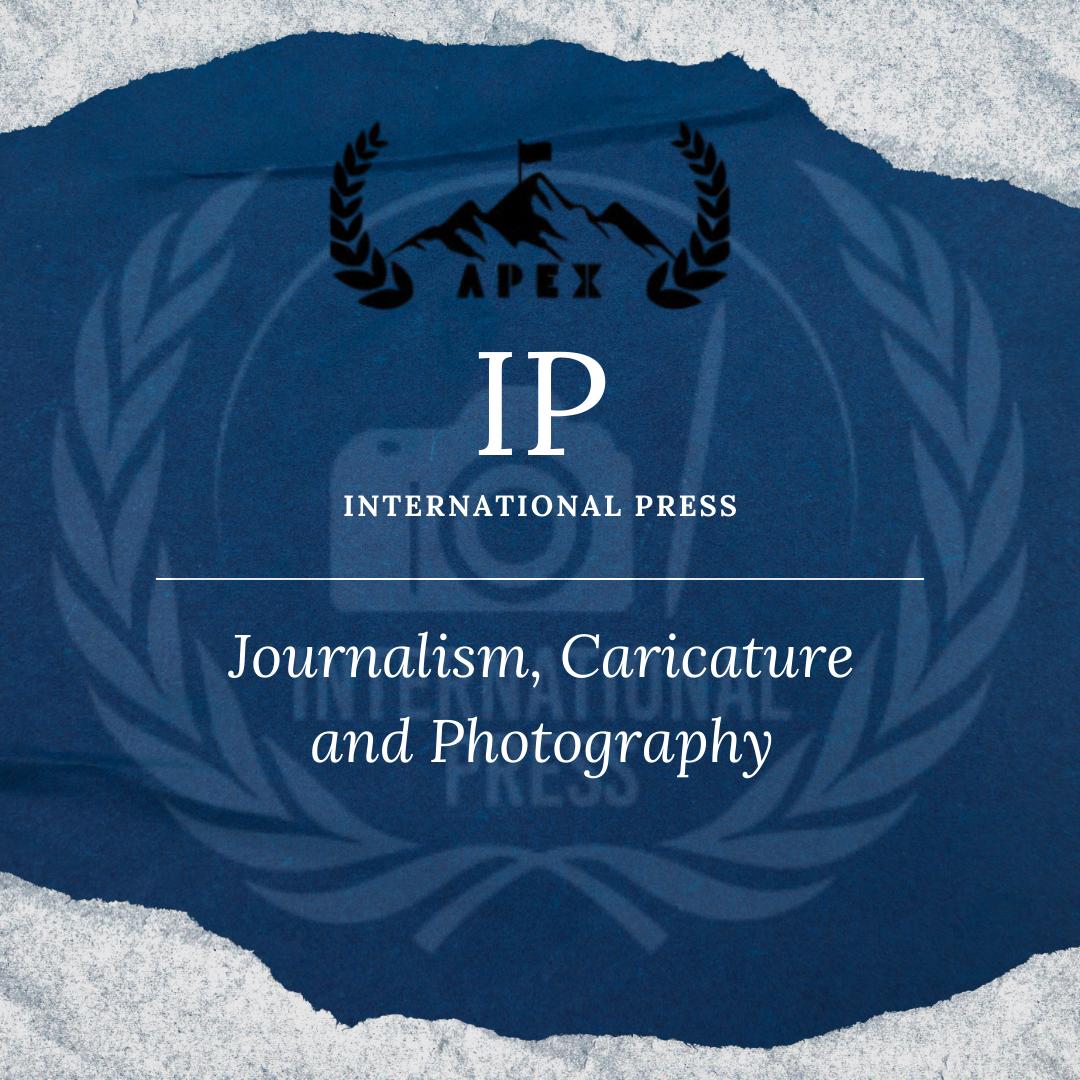 APEX
IP
INTERNATIONAL PRESS
Journalism, Caricature
and Photography
INTERNATIONAL
PRESS